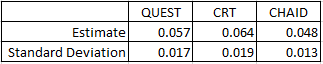 QUEST CRT CHAID
Estimate 0.057 0.064 0.048
Standard Deviation 0.017 0.019 0.013